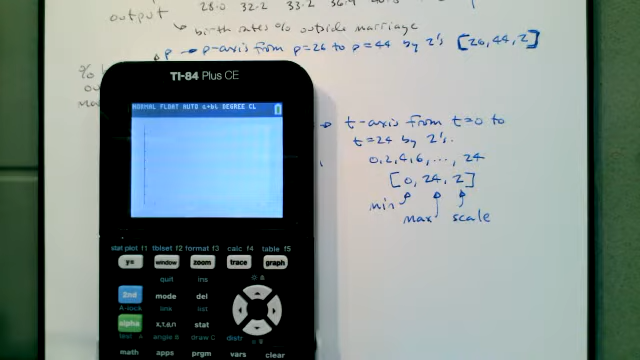 output 28.0 32.2 33.2 36.9
↳ birth rates % outside marriage
p → p-axis from p=26 to p=44 by 2's [26,44,2]
%
TI-84 Plus CE
NORMAL FLOAT AUTO a+bi DEGREE CL
→ t-axis from t=0 to
t=24 by 2's.
0,2,4,6,...,24
[0,24,2]
min
max scale
stat plot f1 tblset f2 format f3 calc f4 table f5
y= window zoom trace graph
quit ins
2nd mode del
A-lock link list
alpha x,t,θ,n stat
test A angle B draw C distr
math apps prgm vars clear